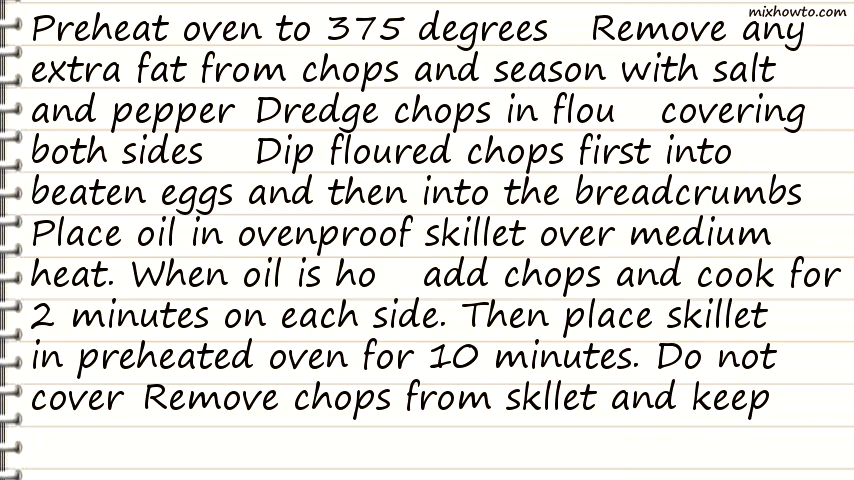 mixhowto.com
Preheat oven to 375 degrees Remove any
extra fat from chops and season with salt
and pepper Dredge chops in flou covering
both sides Dip floured chops first into
beaten eggs and then into the breadcrumbs
Place oil in ovenproof skillet over medium
heat. When oil is ho add chops and cook for
2 minutes on each side. Then place skillet
in preheated oven for 10 minutes. Do not
cover Remove chops from skllet and keep